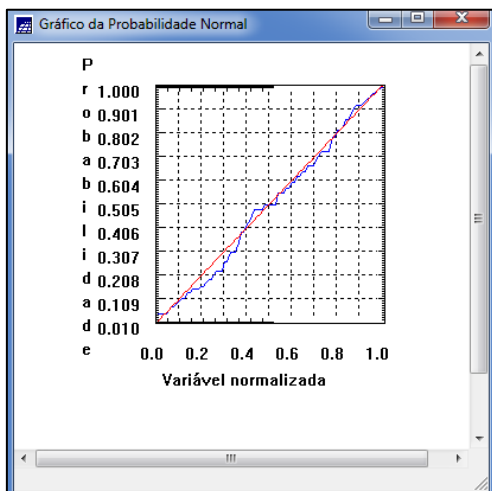 Gráfico da Probabilidade Normal
Probabilidade
1.000
0.901
0.802
0.703
0.604
0.505
0.406
0.307
0.208
0.109
0.010
0.0 0.2 0.4 0.6 0.8 1.0
Variável normalizada